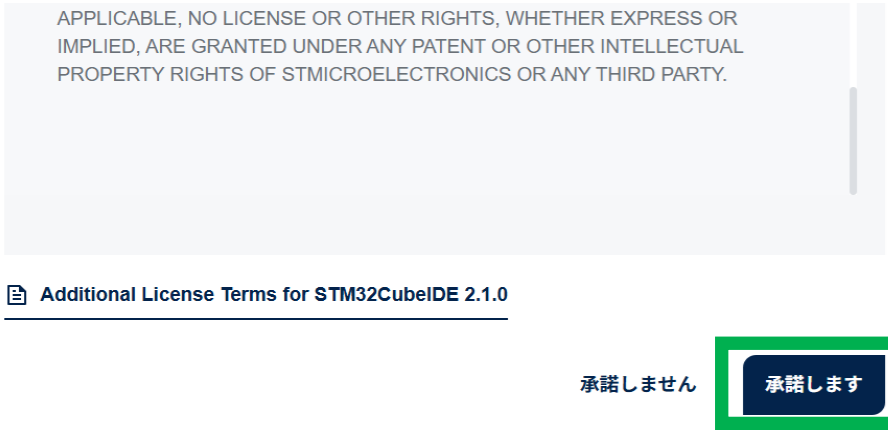 APPLICABLE, NO LICENSE OR OTHER RIGHTS, WHETHER EXPRESS OR
IMPLIED, ARE GRANTED UNDER ANY PATENT OR OTHER INTELLECTUAL
PROPERTY RIGHTS OF STMICROELECTRONICS OR ANY THIRD PARTY.
Additional License Terms for STM32CubeIDE 2.1.0
承諾しません 承諾します